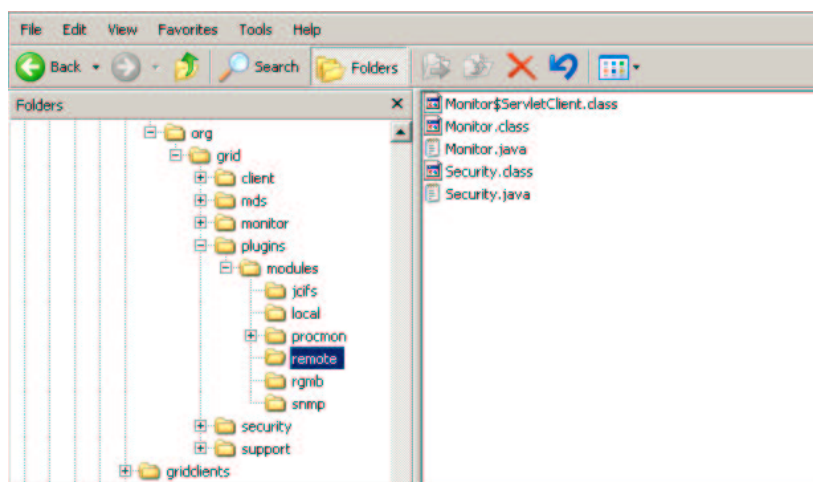 File Edit View Favorites Tools Help
Back Search Folders
Folders
org
grid
client
mds
monitor
plugins
modules
jcifs
local
procmon
remote
rgmb
snmp
security
support
gridclients
Monitor$ServletClient.class
Monitor.class
Monitor.java
Security.class
Security.java